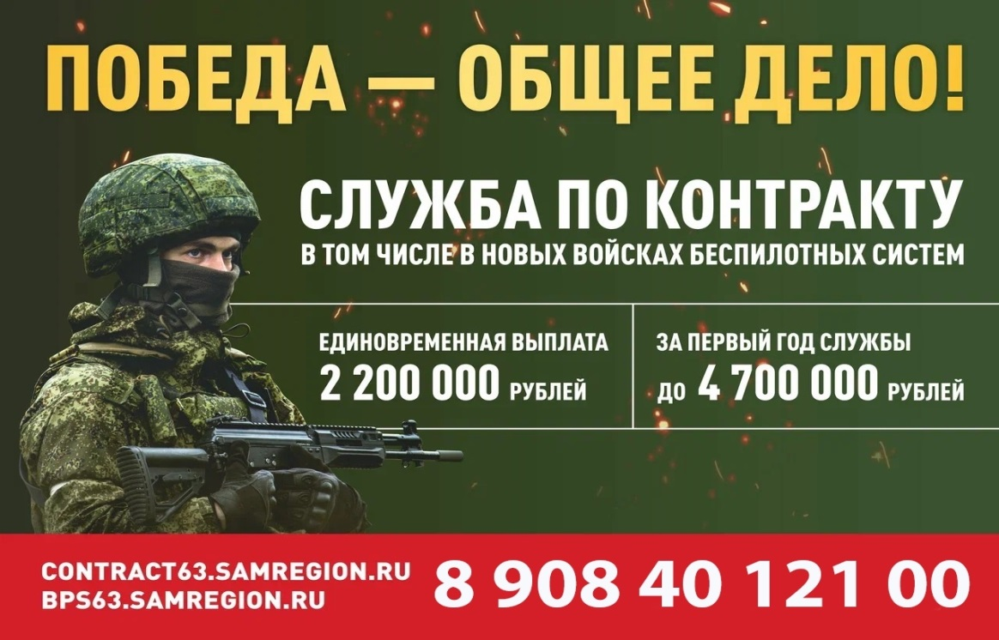 ПОБЕДА — ОБЩЕЕ ДЕЛО!
СЛУЖБА ПО КОНТРАКТУ
В ТОМ ЧИСЛЕ В НОВЫХ ВОЙСКАХ БЕСПИЛОТНЫХ СИСТЕМ
ЕДИНОВРЕМЕННАЯ ВЫПЛАТА
2 200 000 РУБЛЕЙ
ЗА ПЕРВЫЙ ГОД СЛУЖБЫ
ДО 4 700 000 РУБЛЕЙ
CONTRACT63.SAMREGION.RU
BPS63.SAMREGION.RU
8 908 40 121 00